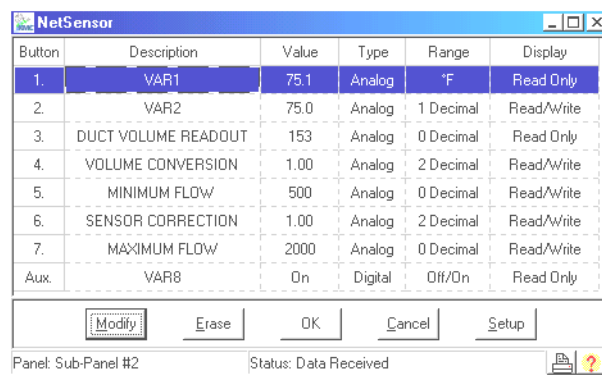 NetSensor
Button Description Value Type Range Display
1. VAR1 75.1 Analog °F Read Only
2. VAR2 75.0 Analog 1 Decimal Read/Write
3. DUCT VOLUME READOUT 153 Analog 0 Decimal Read Only
4. VOLUME CONVERSION 1.00 Analog 2 Decimal Read/Write
5. MINIMUM FLOW 500 Analog 0 Decimal Read/Write
6. SENSOR CORRECTION 1.00 Analog 2 Decimal Read/Write
7. MAXIMUM FLOW 2000 Analog 0 Decimal Read/Write
Aux. VAR8 On Digital Off/On Read Only
Modify Erase OK Cancel Setup
Panel: Sub-Panel #2 Status: Data Received ?